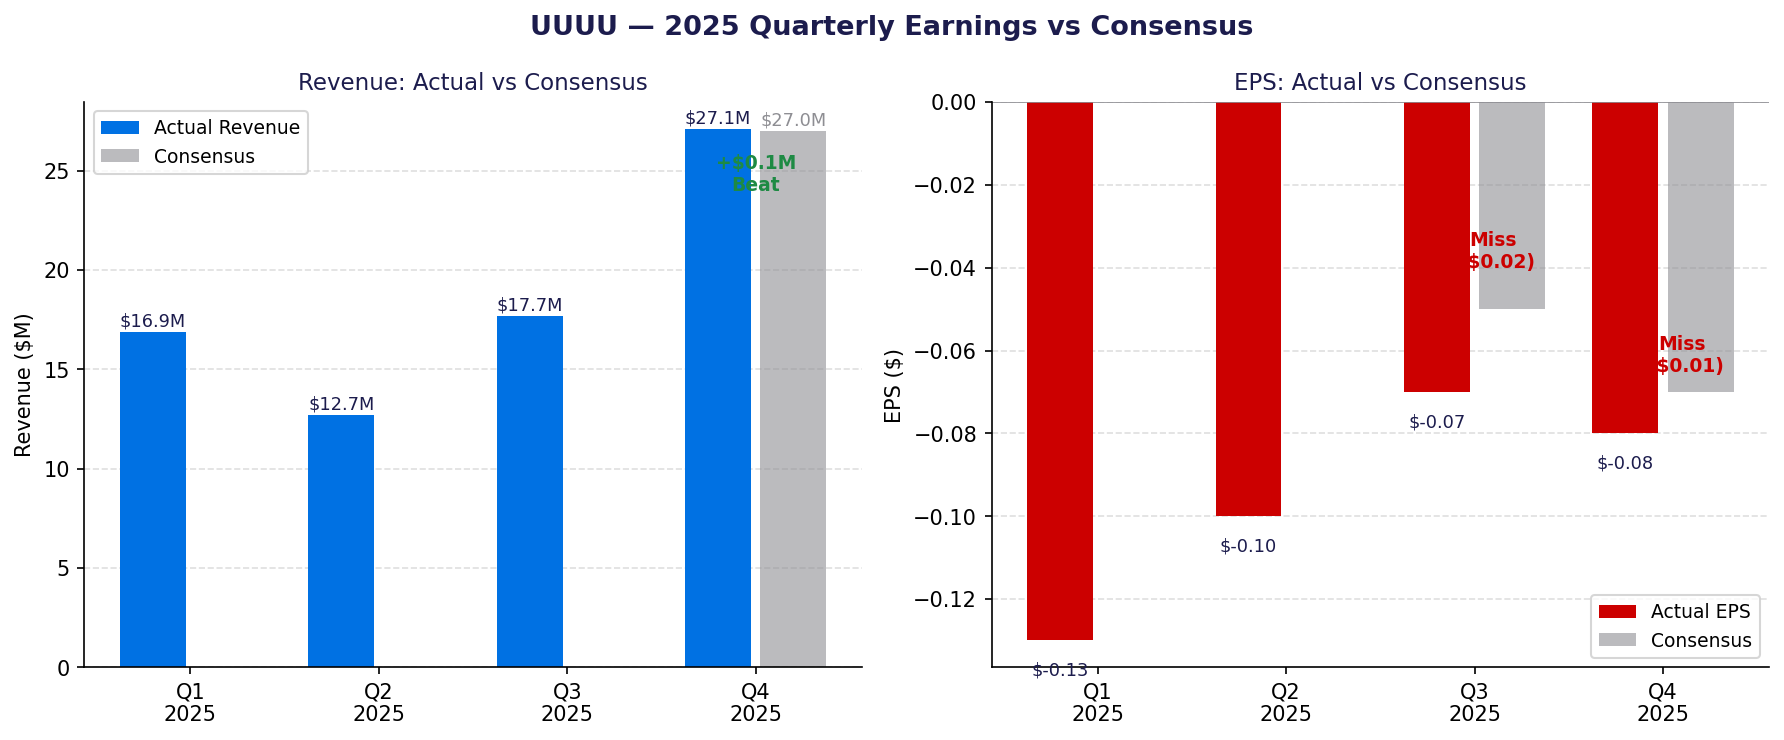 UUUU — 2025 Quarterly Earnings vs Consensus
Revenue: Actual vs Consensus
Actual Revenue
Consensus
Revenue ($M)
25
20
15
10
5
0
$16.9M
$12.7M
$17.7M
$27.1M
$27.0M
+$0.1M
Beat
Q1
2025
Q2
2025
Q3
2025
Q4
2025
EPS: Actual vs Consensus
EPS ($)
0.00
−0.02
−0.04
−0.06
−0.08
−0.10
−0.12
$-0.13
$-0.10
$-0.07
$-0.08
Miss
$0.02)
Miss
$0.01)
Actual EPS
Consensus
Q1
2025
Q2
2025
Q3
2025
Q4
2025